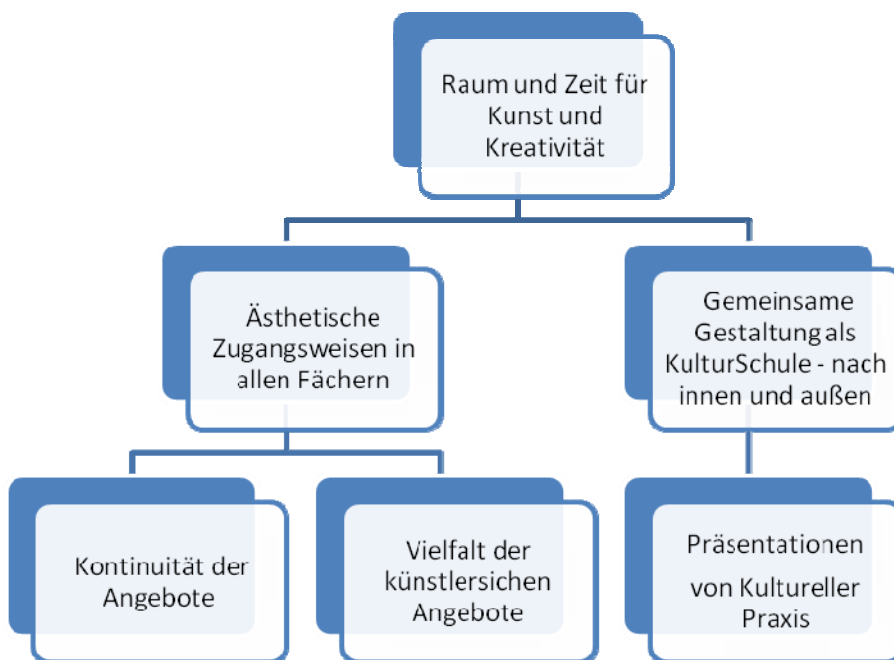 Raum und Zeit für
Kunst und
Kreativität
Ästhetische
Zugangsweisen in
allen Fächern
Gemeinsame
Gestaltung als
KulturSchule - nach
innen und außen
Kontinuität der
Angebote
Vielfalt der
künstlersichen
Angebote
Präsentationen
von Kultureller
Praxis